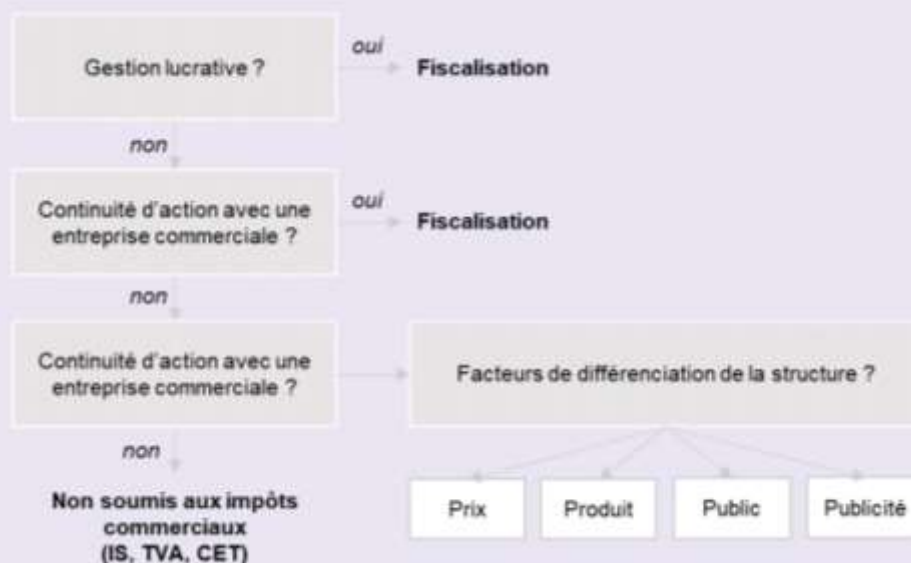 Gestion lucrative ?
oui
Fiscalisation
non
Continuité d'action avec une
entreprise commerciale ?
oui
Fiscalisation
non
Continuité d'action avec une
entreprise commerciale ?
Facteurs de différenciation de la structure ?
non
Non soumis aux impôts
commerciaux
(IS, TVA, CET)
Prix
Produit
Public
Publicité